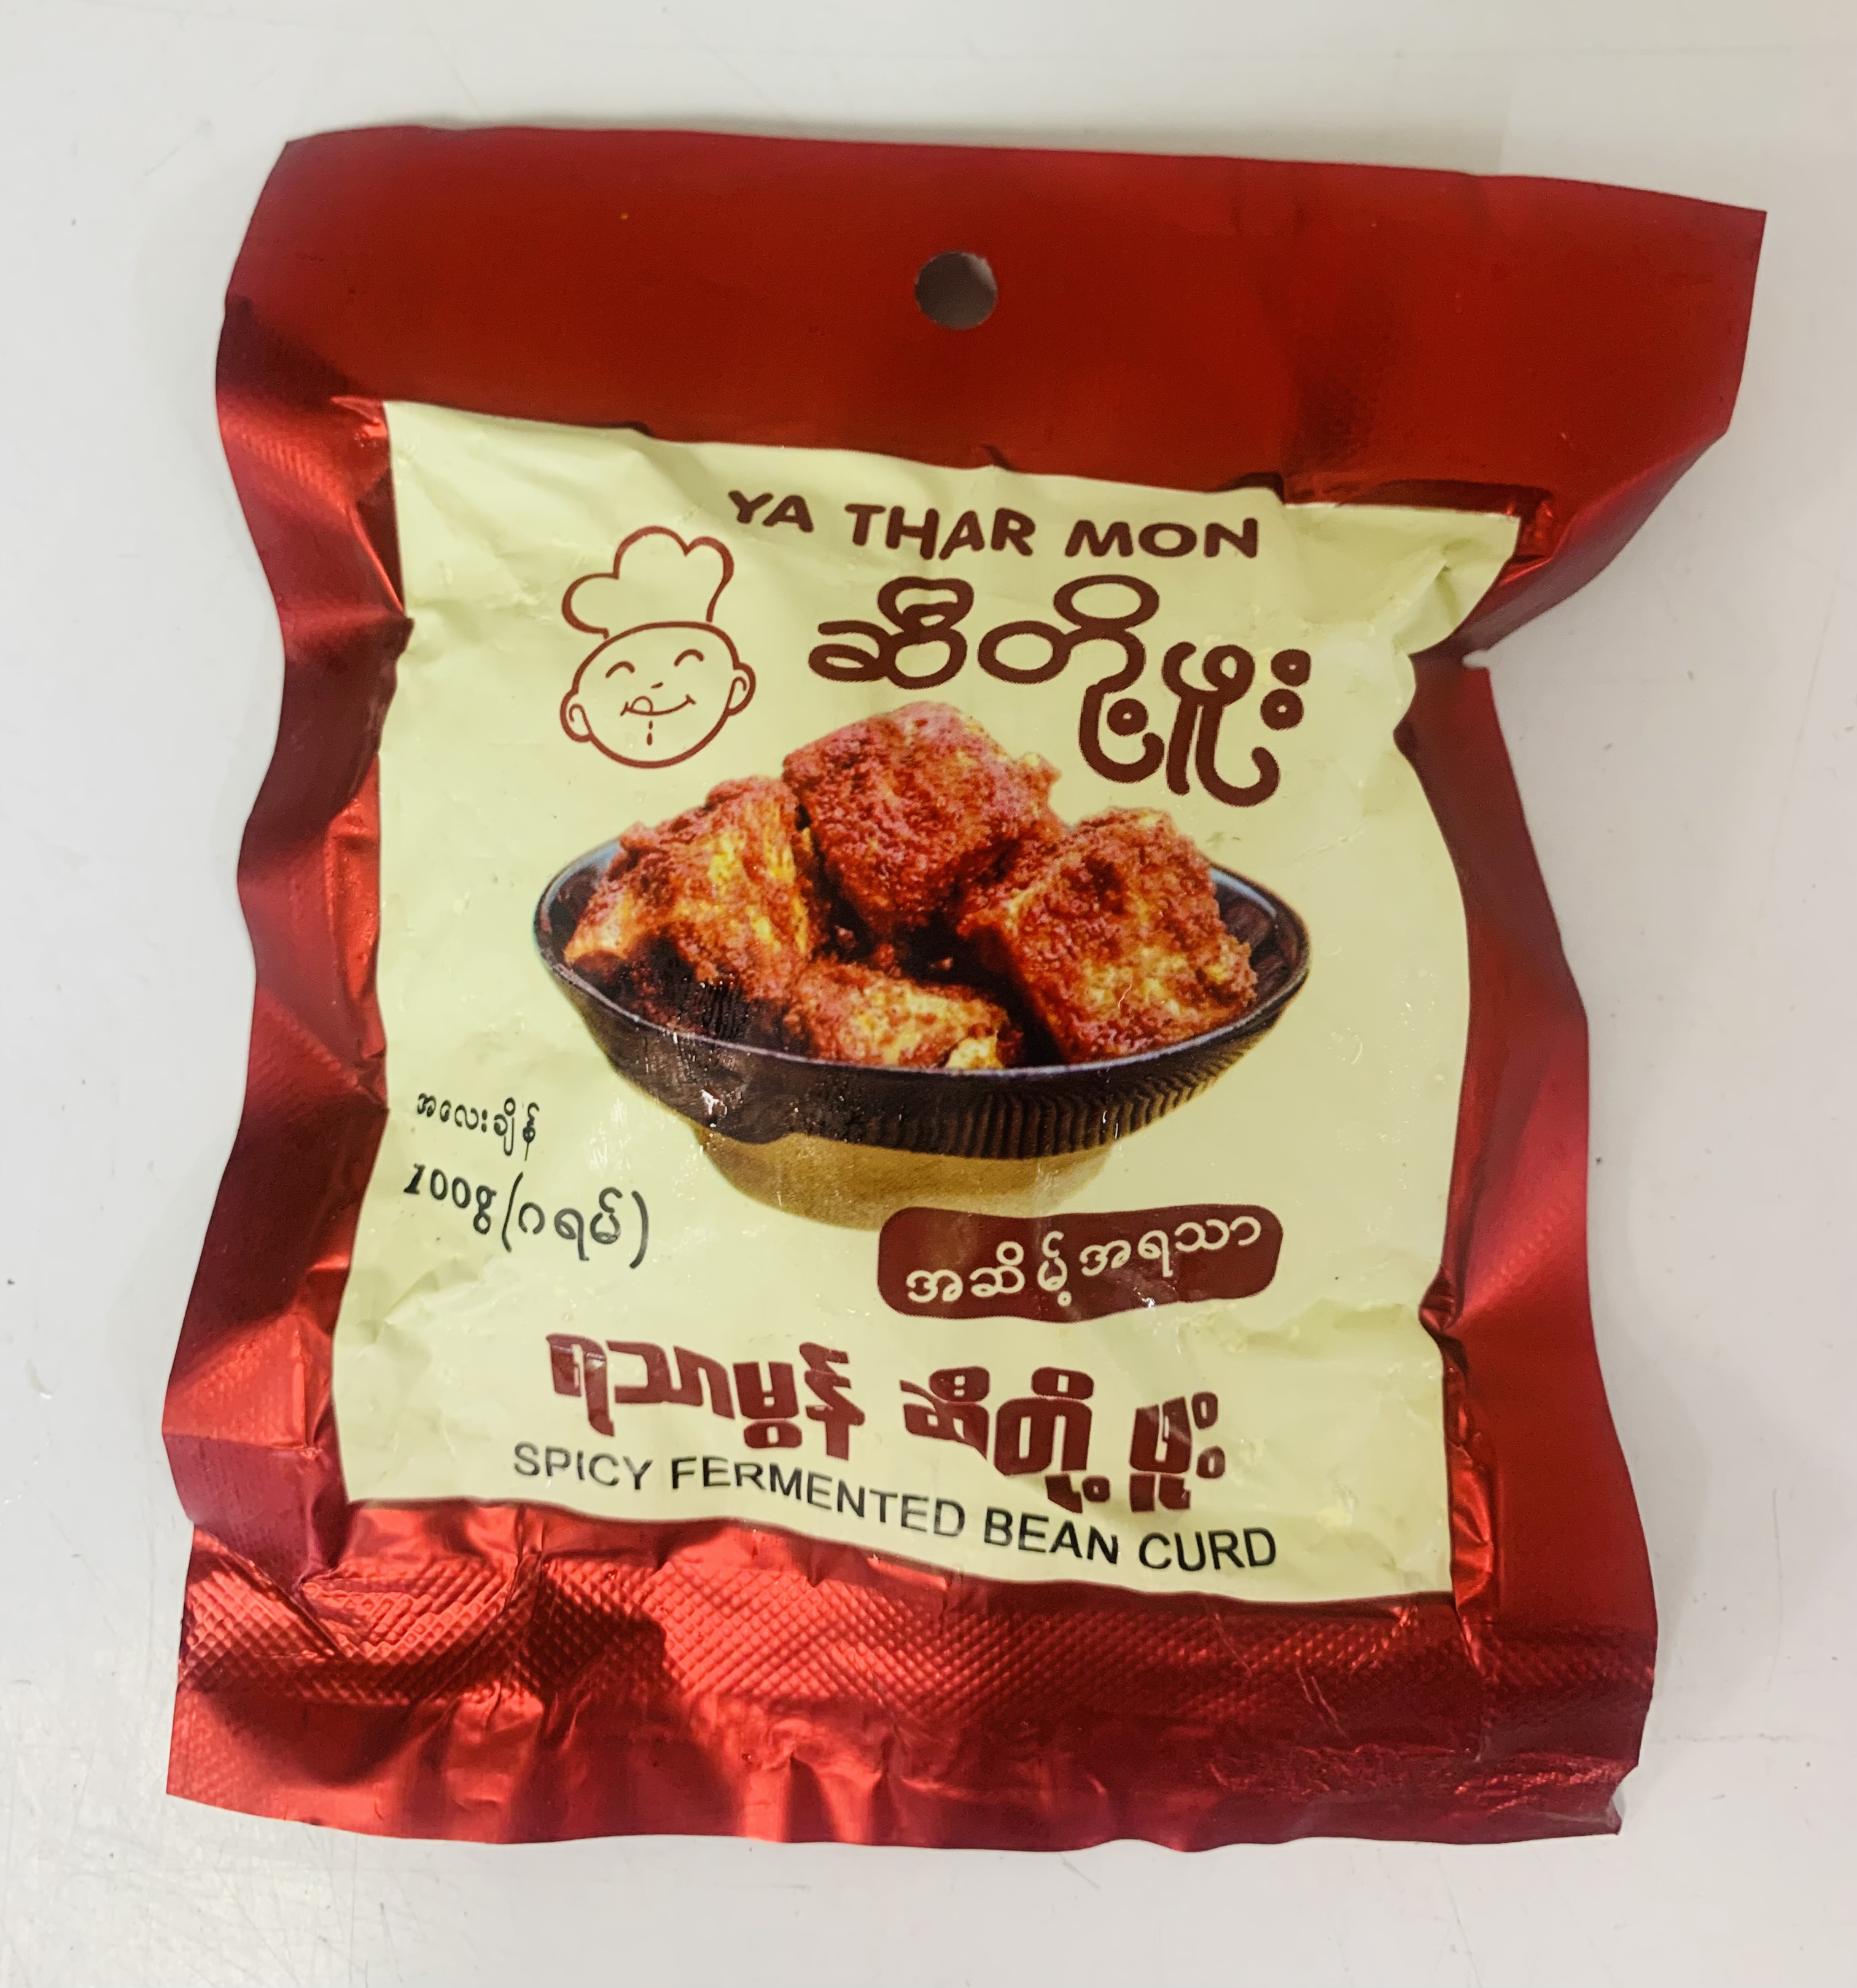 YA THAR MON
ဆီတို့ဖူး
အလေးချိန်
100g (ဂရမ်)
အဆိမ့်အရသာ
ရသာမွန် ဆီတို့ဖူး
SPICY FERMENTED BEAN CURD